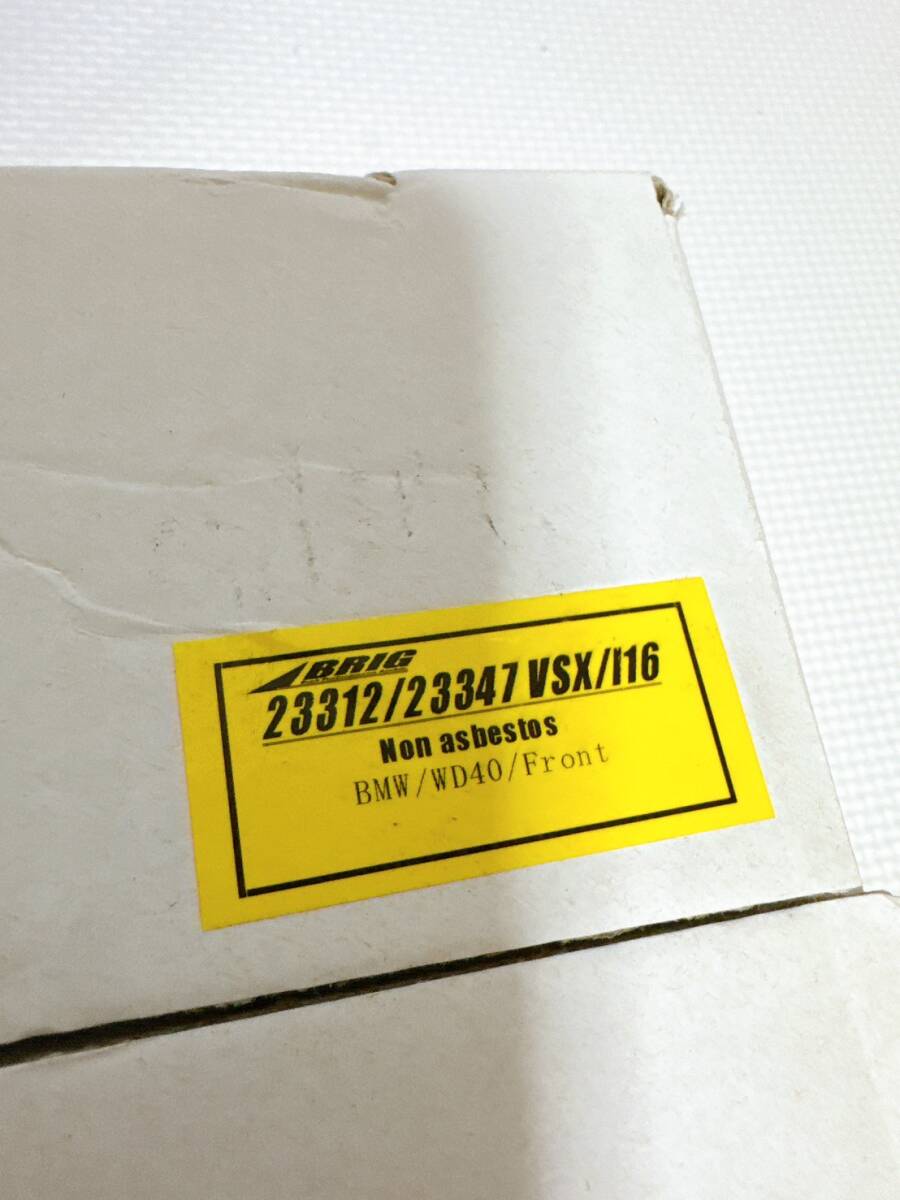 BRIG
23312/23347 VSX/I16
Non asbestos
BMW/WD40/Front